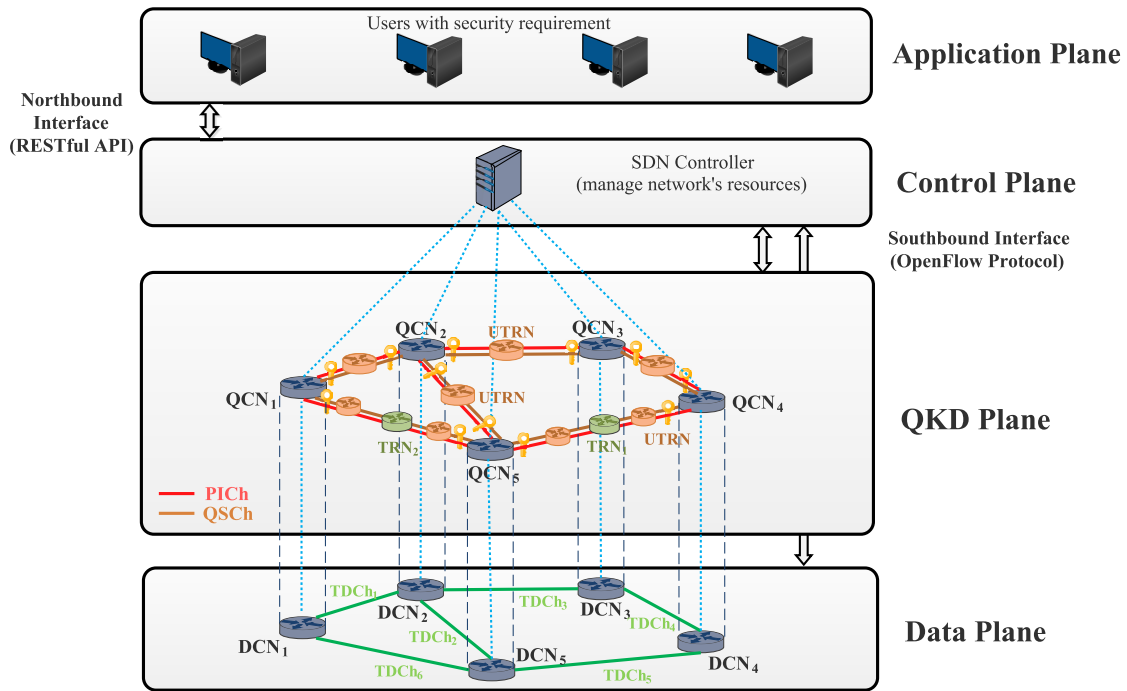 Users with security requirement
Application Plane
Northbound
Interface
(RESTful API)
SDN Controller
(manage network's resources)
Control Plane
Southbound Interface
(OpenFlow Protocol)
QCN2
UTRN
QCN3
QCN1
UTRN
QCN4
QKD Plane
TRN2
TRN1
UTRN
QCN5
PICh
QSCh
TDCh1
DCN2
TDCh3
DCN3
TDCh4
DCN1
TDCh2
DCN5
DCN4
Data Plane
TDCh6
TDCh5